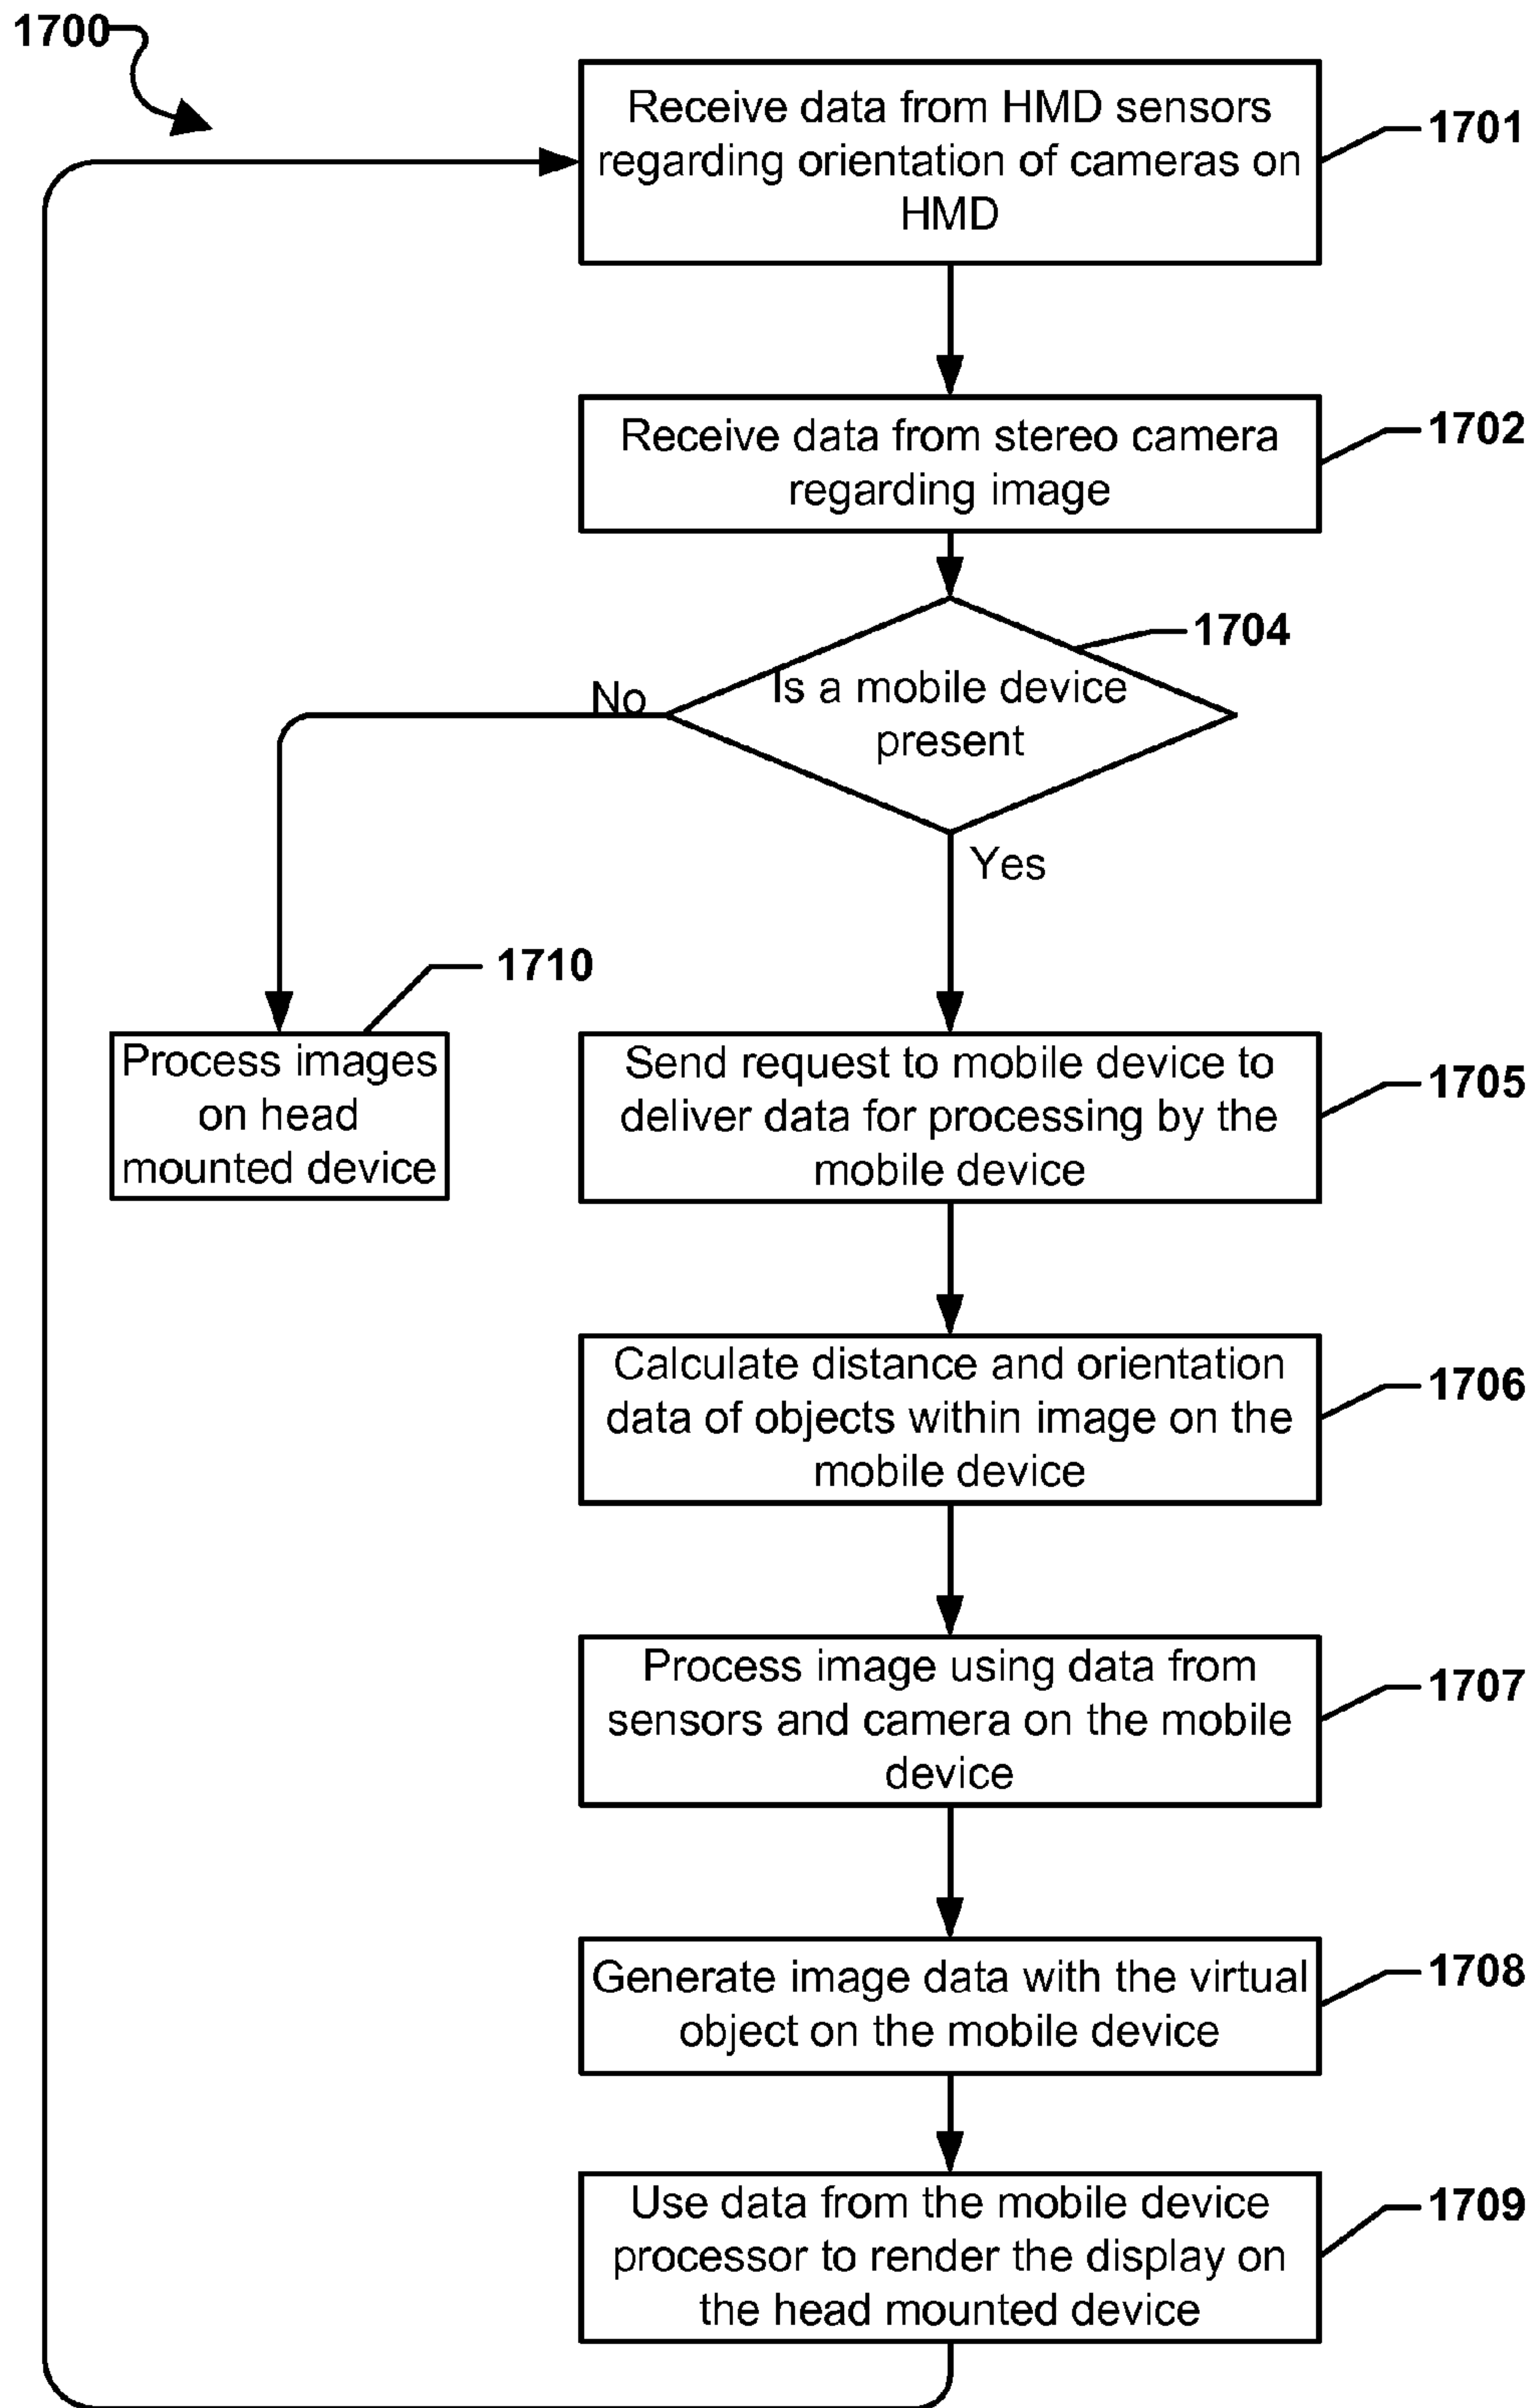 1700
Receive data from HMD sensors
regarding orientation of cameras on
HMD
1701
Receive data from stereo camera
regarding image
1702
1704
Is a mobile device
present
No
Yes
1710
Process images
on head
mounted device
Send request to mobile device to
deliver data for processing by the
mobile device
1705
Calculate distance and orientation
data of objects within image on the
mobile device
1706
Process image using data from
sensors and camera on the mobile
device
1707
Generate image data with the virtual
object on the mobile device
1708
Use data from the mobile device
processor to render the display on
the head mounted device
1709